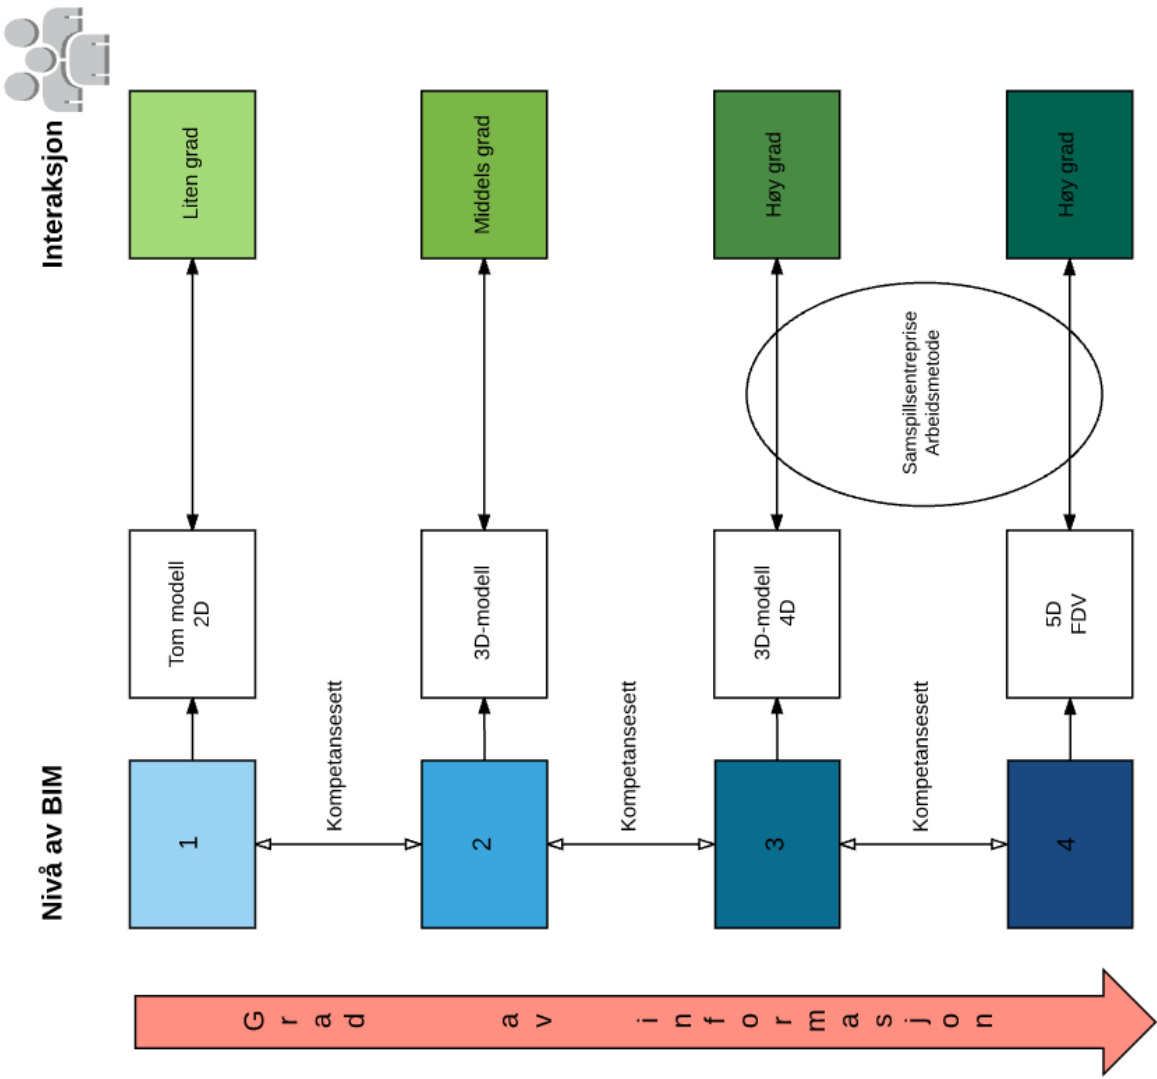 Nivå av BIM
Interaksjon
Grad av informasjon
1
Tom modell
2D
Liten grad
Kompetansesett
2
3D-modell
Middels grad
Kompetansesett
3
3D-modell
4D
Høy grad
Kompetansesett
Samspillsentreprise
Arbeidsmetode
4
5D
FDV
Høy grad